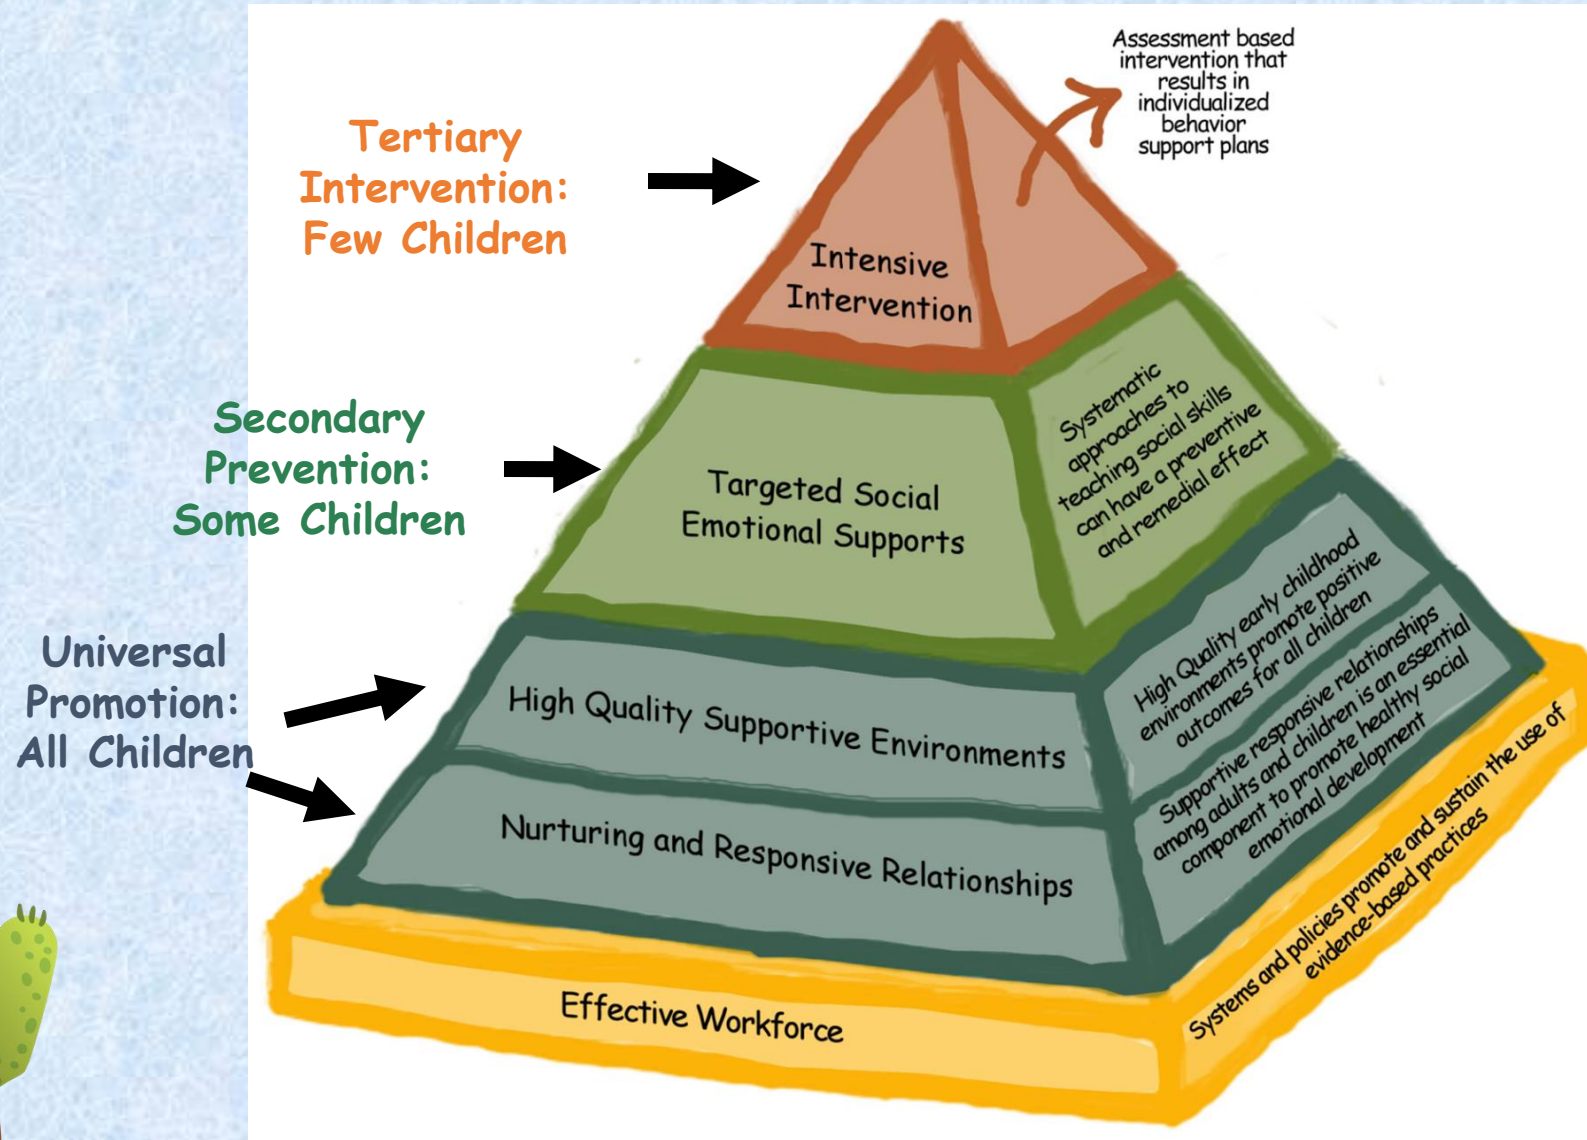 Assessment based
intervention that
results in
individualized
behavior
support plans
Tertiary
Intervention:
Few Children
Intensive
Intervention
Secondary
Prevention:
Some Children
Targeted Social
Emotional Supports
Systematic
approaches to
teaching social skills
can have a preventive
and remedial effect
Universal
Promotion:
All Children
High Quality Supportive Environments
High Quality early childhood
environments promote positive
outcomes for all children
Nurturing and Responsive Relationships
Supportive responsive relationships
among adults and children is an essential
component to promote healthy social
emotional development
Effective Workforce
Systems and policies promote and sustain the use of
evidence-based practices